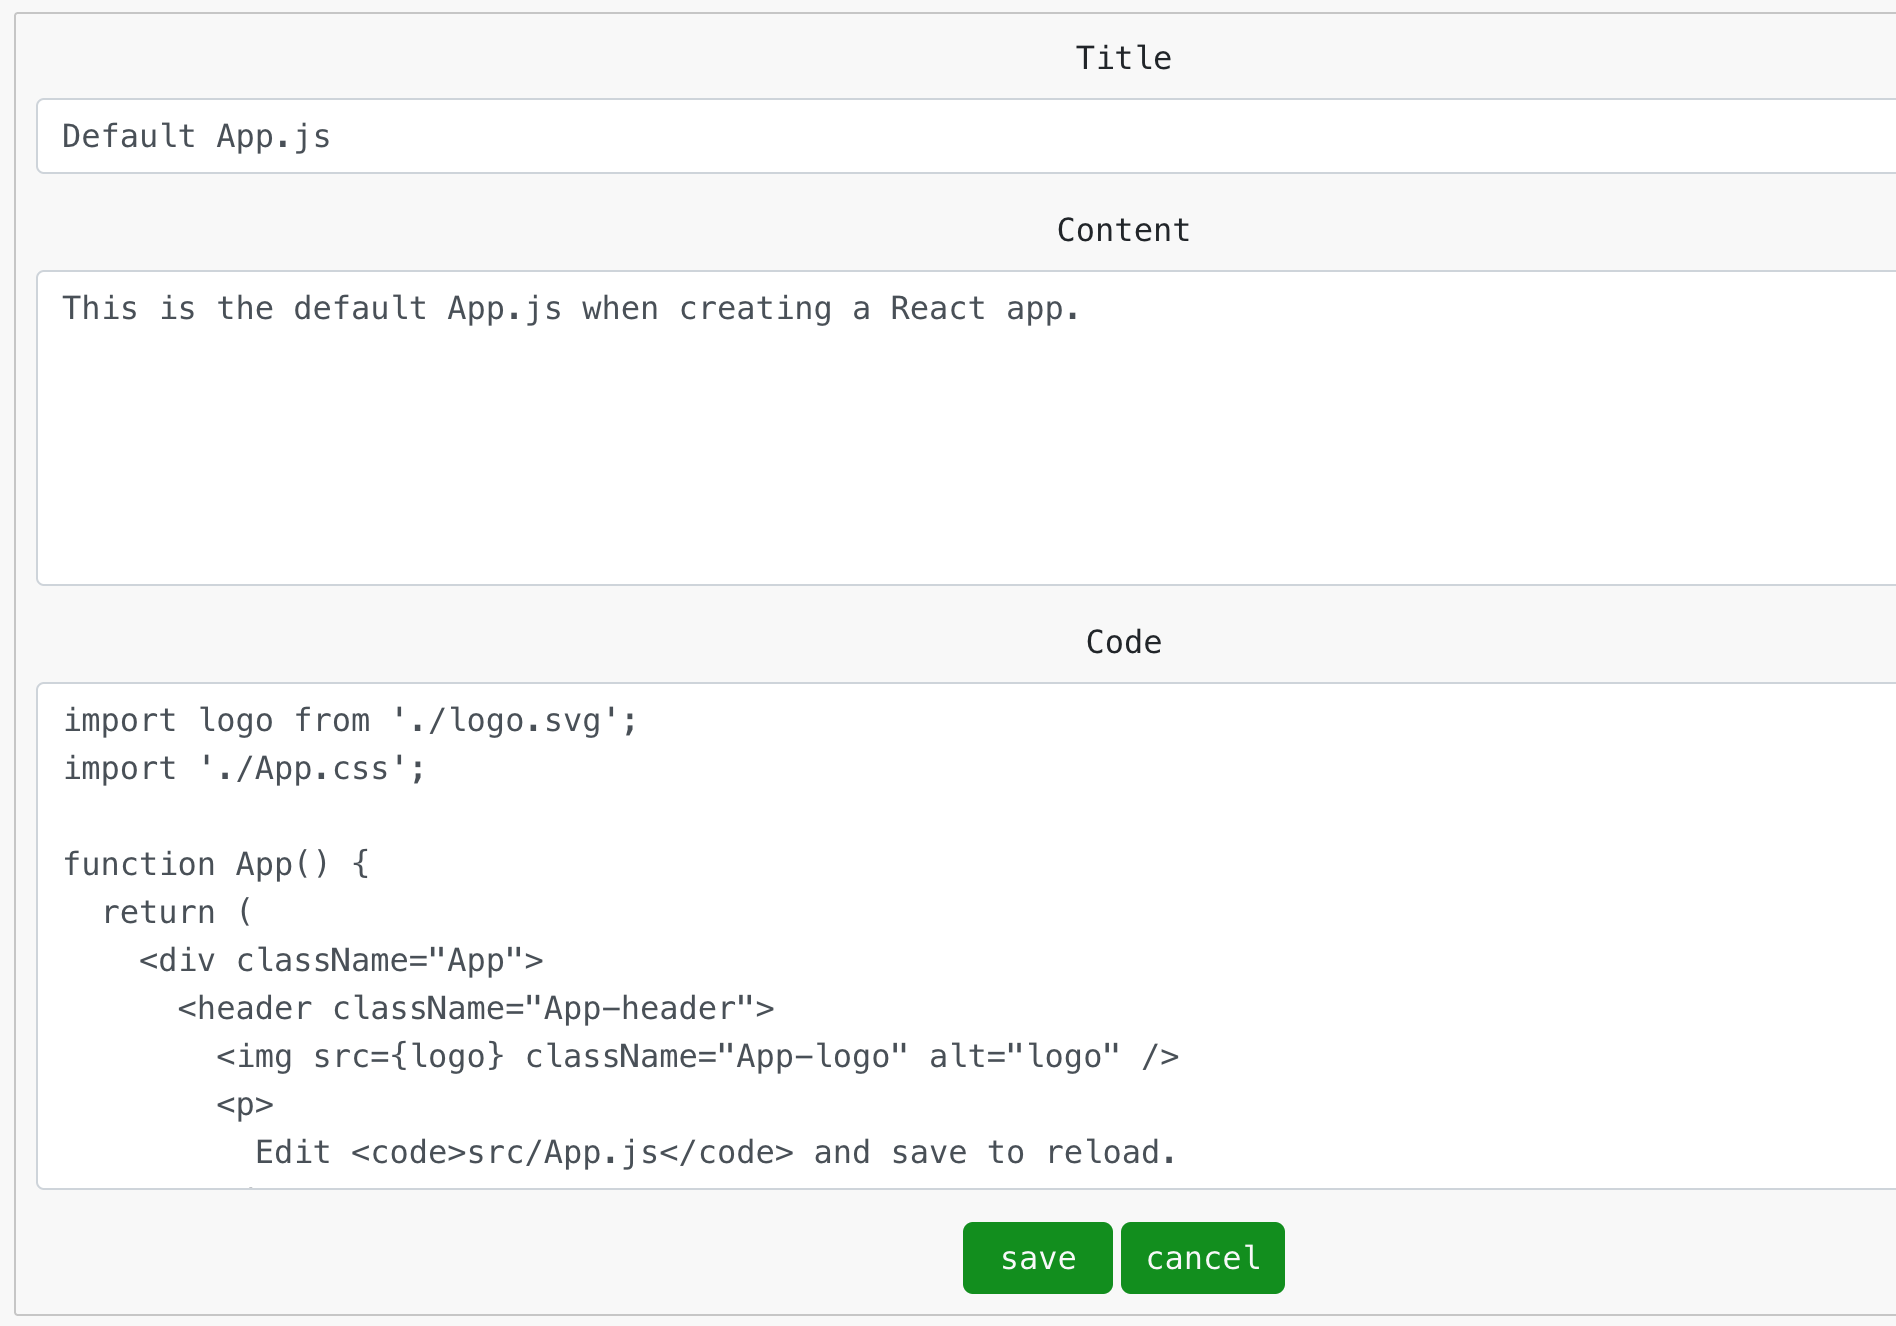 Title
Default App.js
Content
This is the default App.js when creating a React app.
Code
import logo from './logo.svg';
import './App.css';

function App() {
  return (
    <div className="App">
      <header className="App-header">
        <img src={logo} className="App-logo" alt="logo" />
        <p>
          Edit <code>src/App.js</code> and save to reload.
save cancel